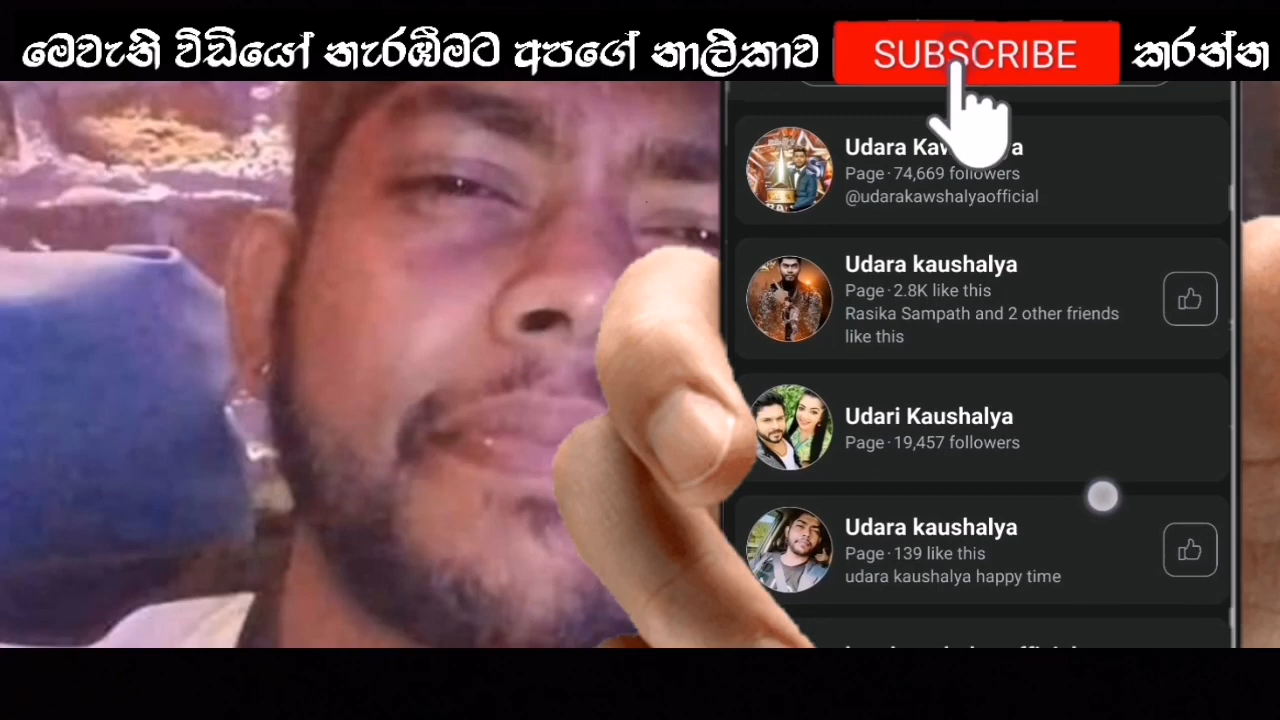 මෙවැනි විඩියෝ නැරඹීමට අපගේ නාලිකාව SUBSCRIBE කරන්න
Udara
Page · 74,669 followers
@udarakawshalyaofficial
Udara kaushalya
Page · 2.8K like this
Rasika Sampath and 2 other friends
like this
Udari Kaushalya
Page · 19,457 followers
Udara kaushalya
Page · 139 like this
udara kaushalya happy time